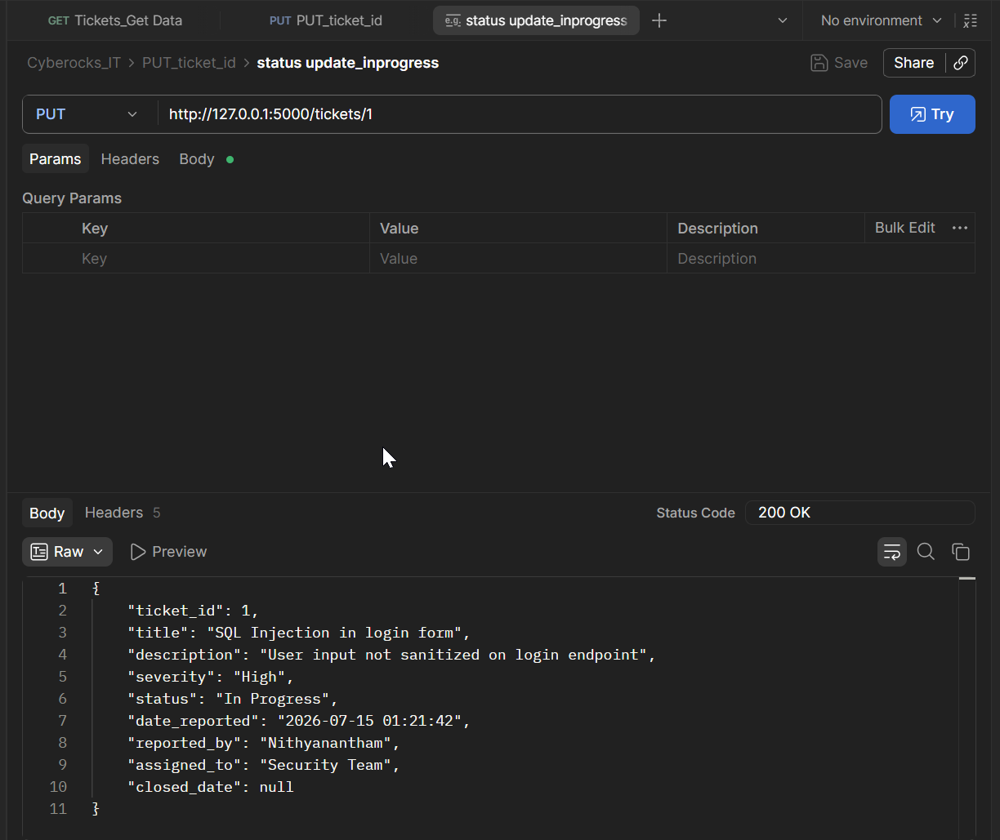 GET Tickets_Get Data PUT PUT_ticket_id e.g. status update_inprogress No environment
Cyberocks_IT > PUT_ticket_id > status update_inprogress Save Share
PUT http://127.0.0.1:5000/tickets/1 Try
Params Headers Body
Query Params
Key Value Description Bulk Edit
Key Value Description
Body Headers 5 Status Code 200 OK
Raw Preview
1 {
2 "ticket_id": 1,
3 "title": "SQL Injection in login form",
4 "description": "User input not sanitized on login endpoint",
5 "severity": "High",
6 "status": "In Progress",
7 "date_reported": "2026-07-15 01:21:42",
8 "reported_by": "Nithyanantham",
9 "assigned_to": "Security Team",
10 "closed_date": null
11 }